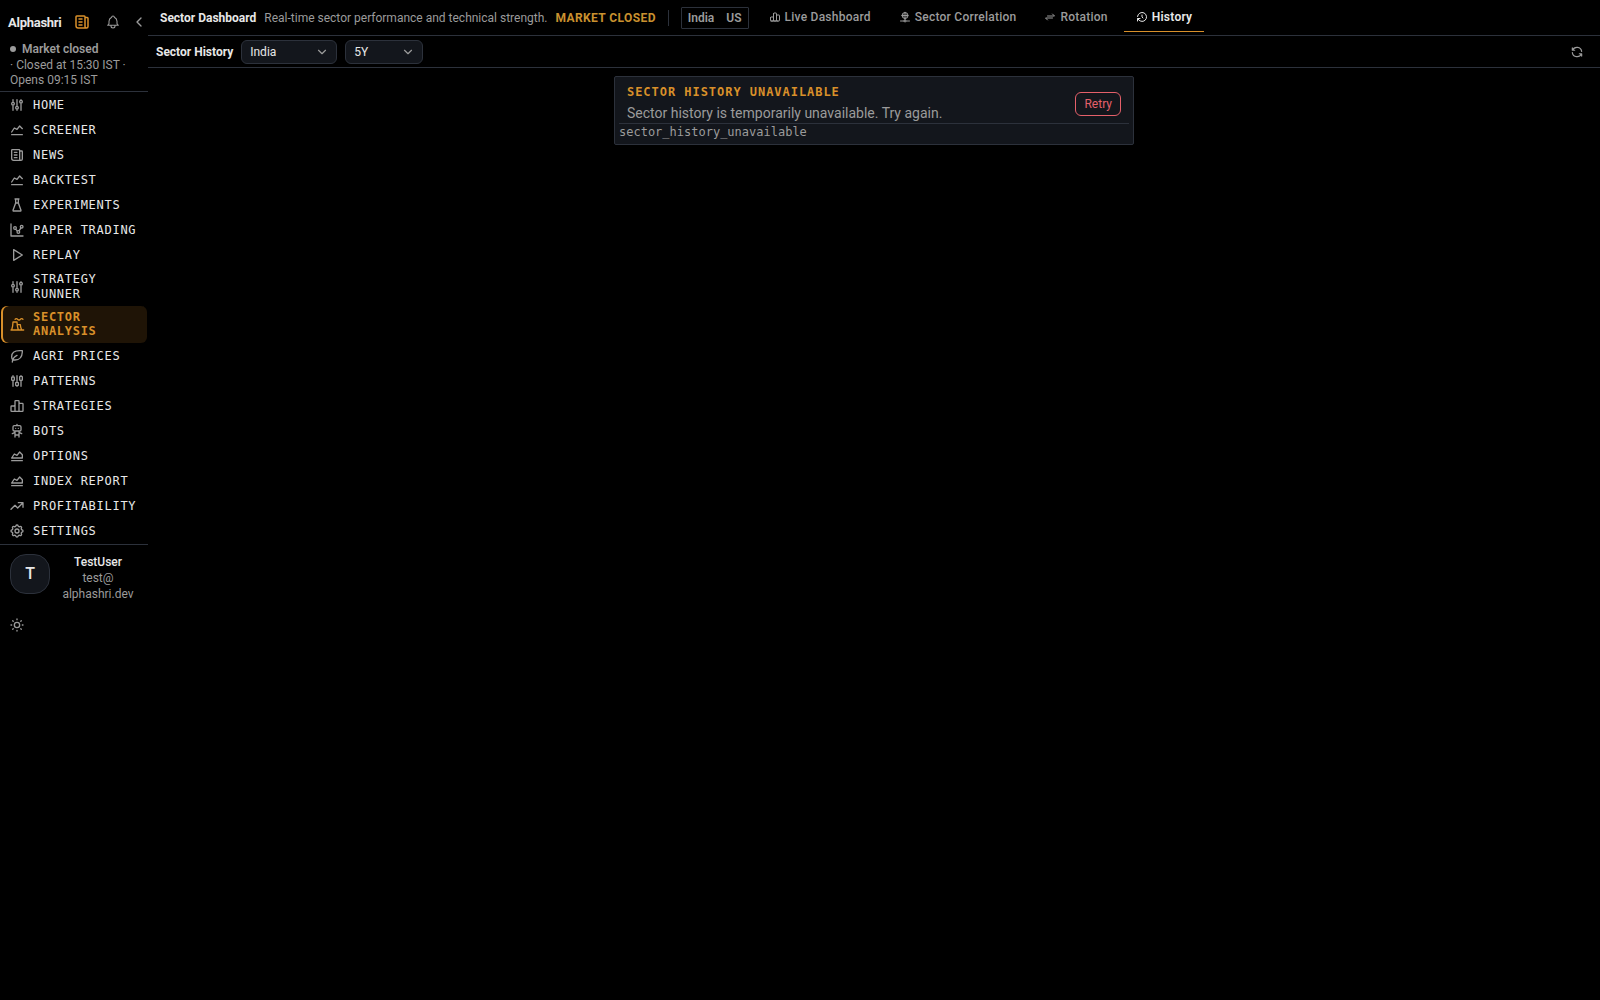 Alphashri
Market closed
· Closed at 15:30 IST ·
Opens 09:15 IST
HOME
SCREENER
NEWS
BACKTEST
EXPERIMENTS
PAPER TRADING
REPLAY
STRATEGY
RUNNER
SECTOR
ANALYSIS
AGRI PRICES
PATTERNS
STRATEGIES
BOTS
OPTIONS
INDEX REPORT
PROFITABILITY
SETTINGS
T
TestUser
test@
alphashri.dev
Sector Dashboard Real-time sector performance and technical strength. MARKET CLOSED India US Live Dashboard Sector Correlation Rotation History
Sector History India 5Y
SECTOR HISTORY UNAVAILABLE
Sector history is temporarily unavailable. Try again.
Retry
sector_history_unavailable